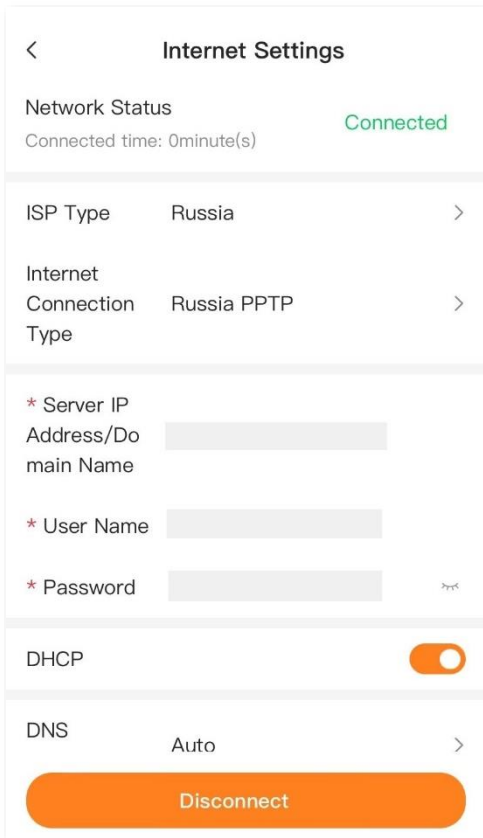 Internet Settings
Network Status
Connected
Connected time: 0minute(s)
ISP Type
Russia
Internet
Connection
Type
Russia PPTP
* Server IP
Address/Do
main Name
* User Name
* Password
DHCP
DNS
Auto
Disconnect